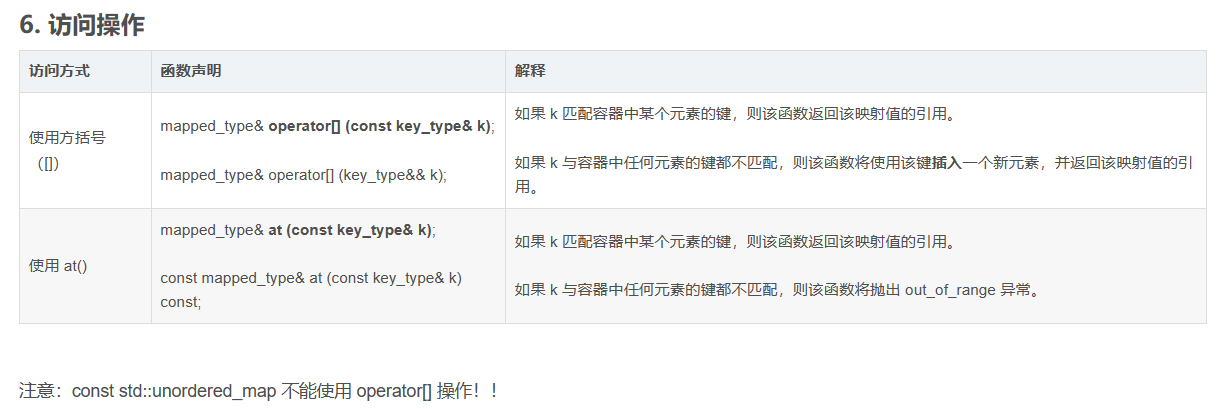 6. 访问操作
访问方式
函数声明
解释
使用方括号
（[]）
mapped_type& operator[] (const key_type& k);
mapped_type& operator[] (key_type&& k);
如果 k 匹配容器中某个元素的键，则该函数返回该映射值的引用。
如果 k 与容器中任何元素的键都不匹配，则该函数将使用该键插入一个新元素，并返回该映射值的引
用。
使用 at()
mapped_type& at (const key_type& k);
const mapped_type& at (const key_type& k)
const;
如果 k 匹配容器中某个元素的键，则该函数返回该映射值的引用。
如果 k 与容器中任何元素的键都不匹配，则该函数将抛出 out_of_range 异常。
注意：const std::unordered_map 不能使用 operator[] 操作！！